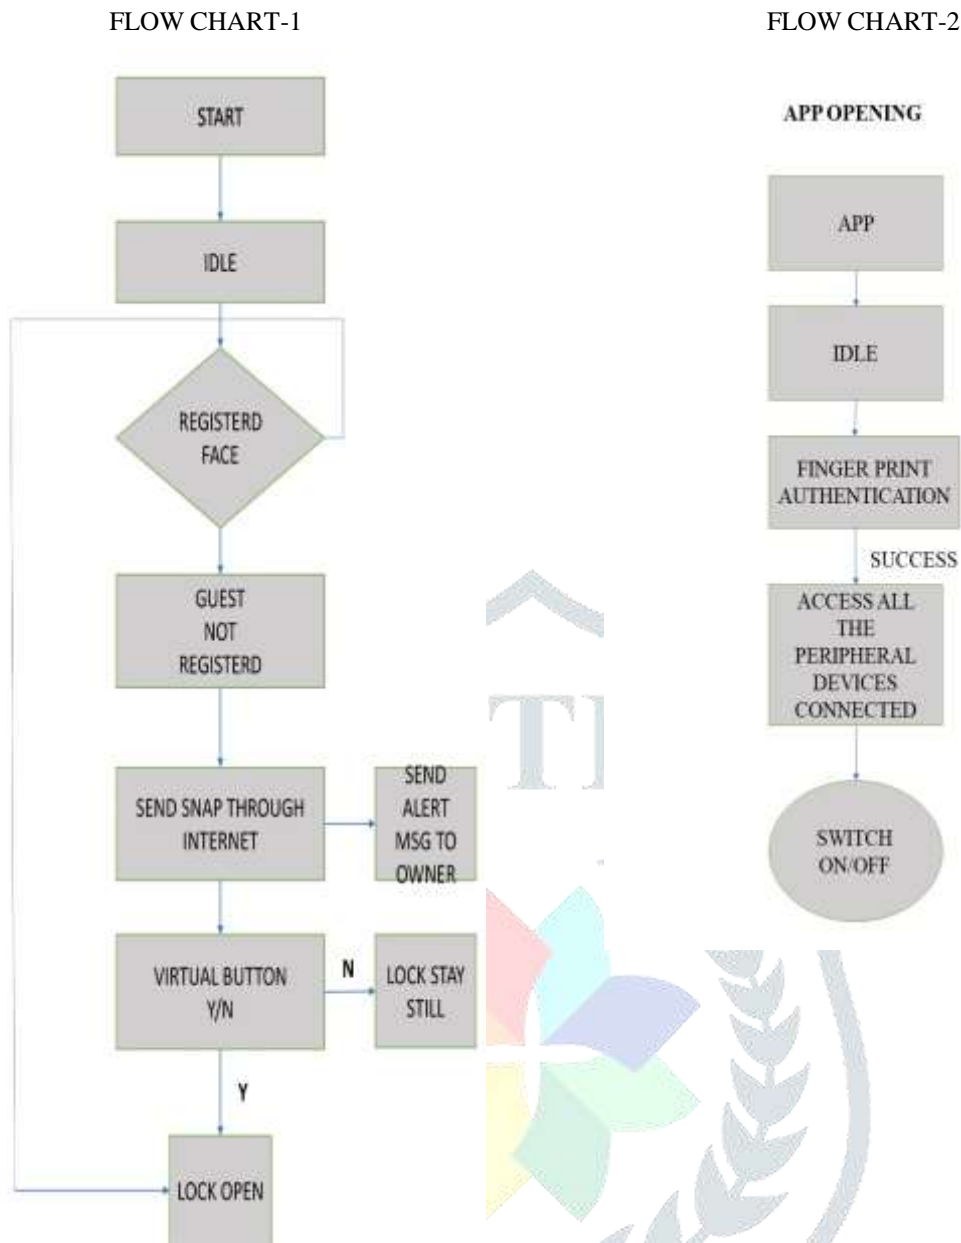 FLOW CHART-1
START
IDLE
REGISTERD
FACE
GUEST
NOT
REGISTERD
SEND SNAP THROUGH
INTERNET
SEND
ALERT
MSG TO
OWNER
VIRTUAL BUTTON
Y/N
N
LOCK STAY
STILL
Y
LOCK OPEN
FLOW CHART-2
APP OPENING
APP
IDLE
FINGER PRINT
AUTHENTICATION
SUCCESS
ACCESS ALL
THE
PERIPHERAL
DEVICES
CONNECTED
SWITCH
ON/OFF